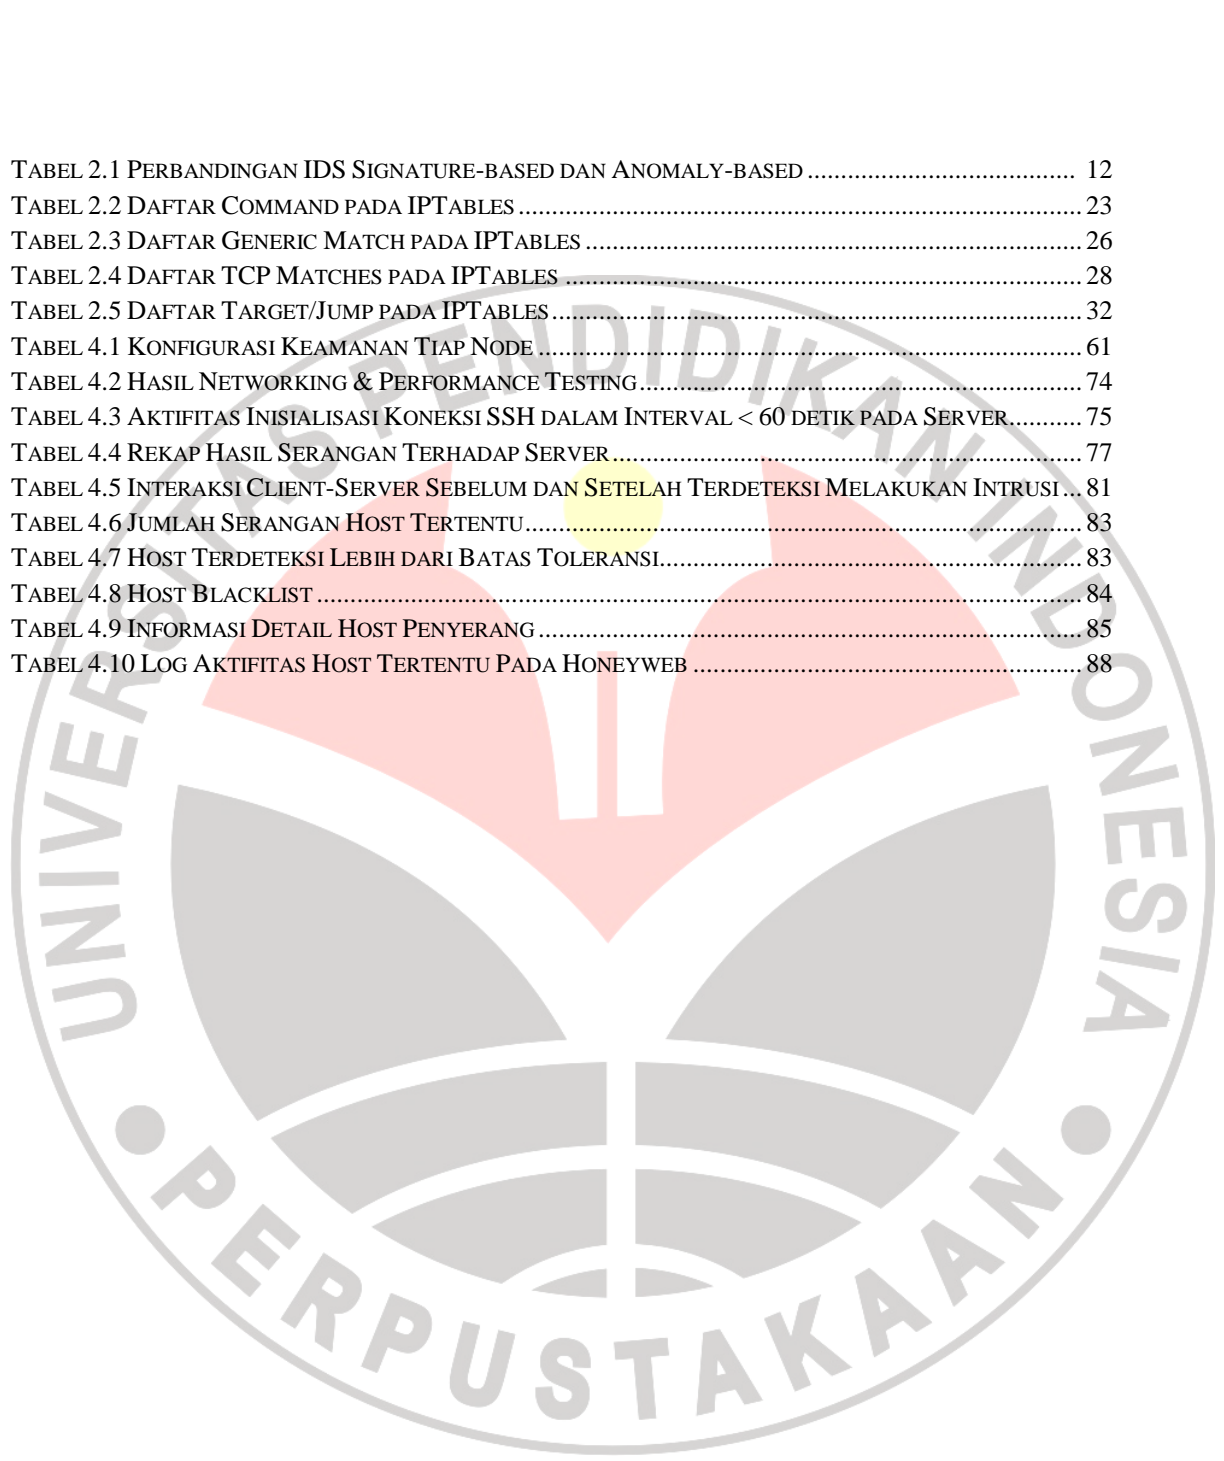 Tabel 2.1 Perbandingan IDS Signature-based dan Anomaly-based ........................................ 12
Tabel 2.2 Daftar Command pada IPTables .................................................................................... 23
Tabel 2.3 Daftar Generic Match pada IPTables .......................................................................... 26
Tabel 2.4 Daftar TCP Matches pada IPTables ............................................................................. 28
Tabel 2.5 Daftar Target/Jump pada IPTables ............................................................................... 32
Tabel 4.1 Konfigurasi Keamanan Tiap Node ................................................................................. 61
Tabel 4.2 Hasil Networking & Performance Testing .................................................................. 74
Tabel 4.3 Aktifitas Inisialisasi Koneksi SSH dalam Interval < 60 detik pada Server ........... 75
Tabel 4.4 Rekap Hasil Serangan Terhadap Server ...................................................................... 77
Tabel 4.5 Interaksi Client-Server Sebelum dan Setelah Terdeteksi Melakukan Intrusi ... 81
Tabel 4.6 Jumlah Serangan Host Tertentu ................................................................................... 83
Tabel 4.7 Host Terdeteksi Lebih dari Batas Toleransi ............................................................... 83
Tabel 4.8 Host Blacklist .................................................................................................................. 84
Tabel 4.9 Informasi Detail Host Penyerang ................................................................................. 85
Tabel 4.10 Log Aktifitas Host Tertentu Pada Honeyweb .......................................................... 88
UNIVERSITAS PENDIDIKAN INDONESIA
PERPUSTAKAAN